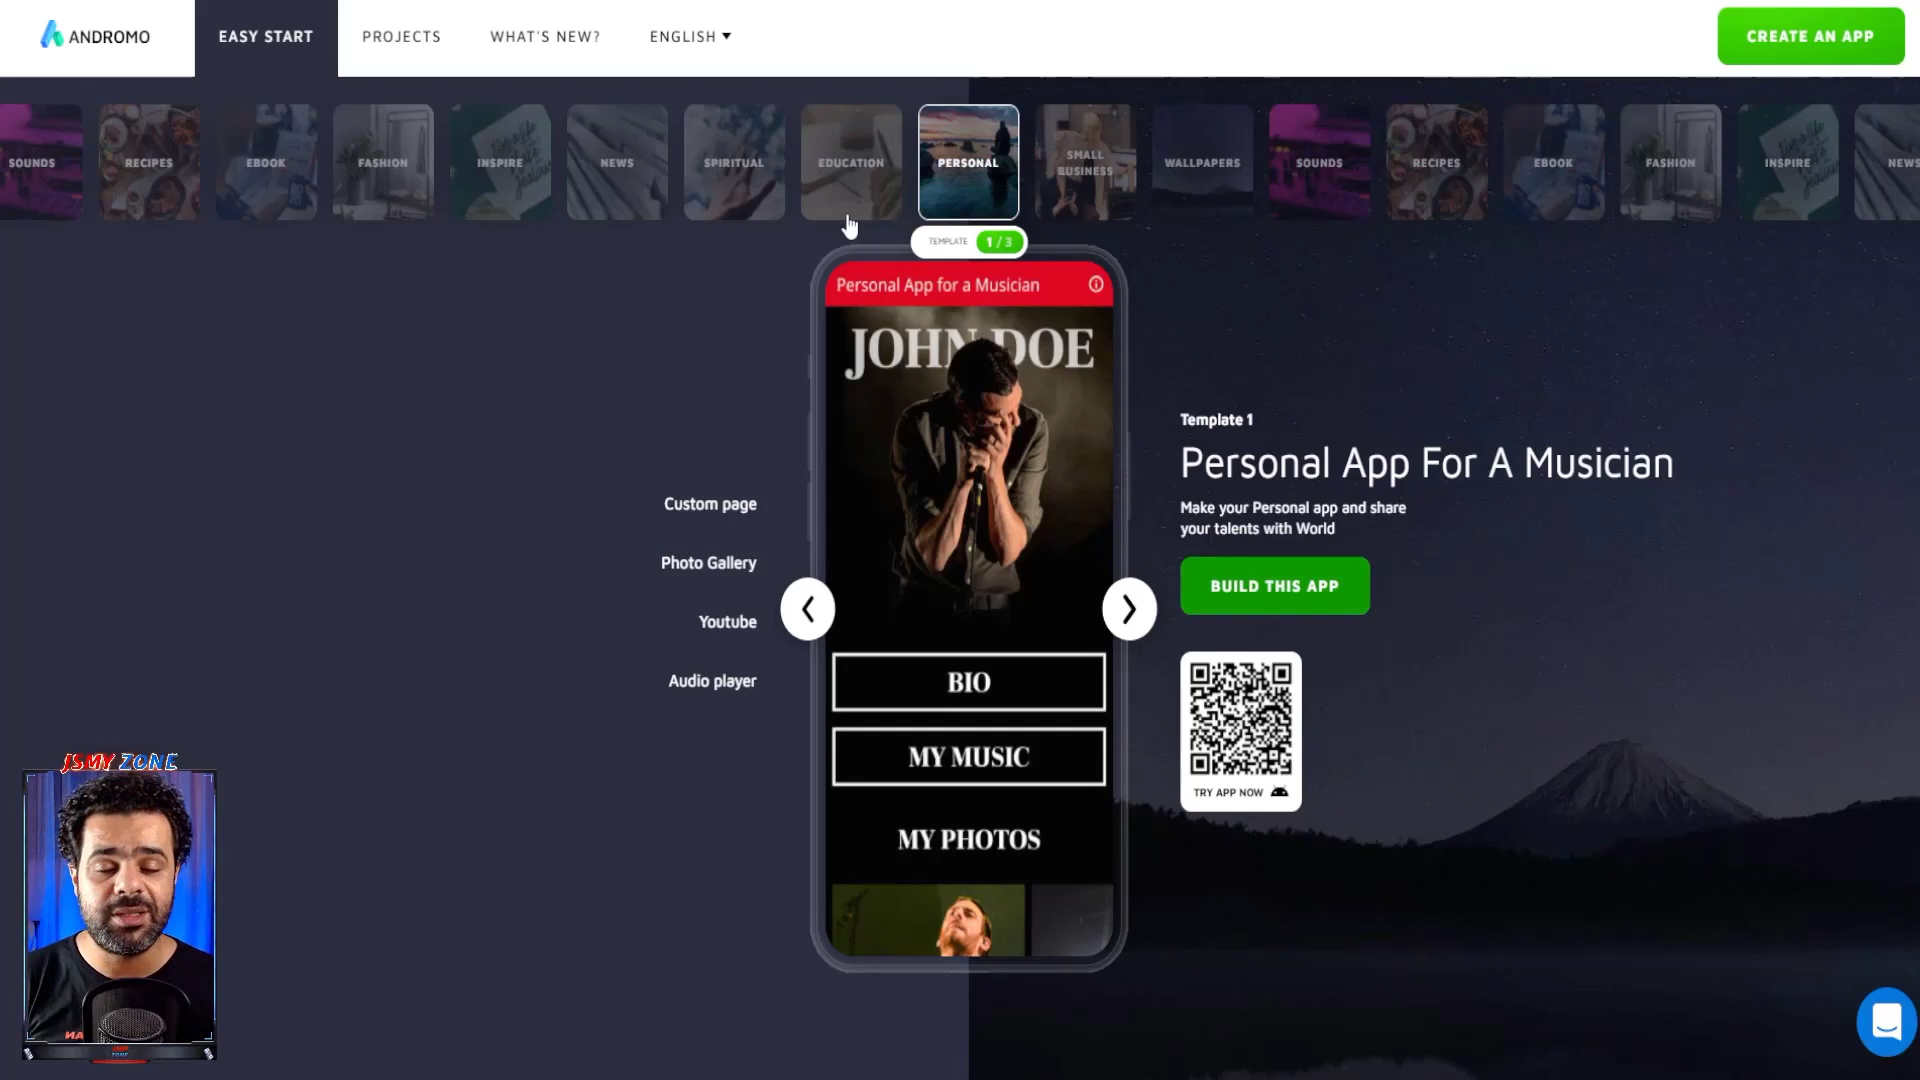 ANDROMO
EASY START
PROJECTS
WHAT'S NEW?
ENGLISH
CREATE AN APP
SOUNDS
RECIPES
EBOOK
FASHION
INSPIRE
NEWS
SPIRITUAL
EDUCATION
PERSONAL
SMALL
BUSINESS
WALLPAPERS
SOUNDS
RECIPES
EBOOK
FASHION
INSPIRE
NEWS
TEMPLATE 1 / 3
Personal App for a Musician
JOHN DOE
Custom page
Photo Gallery
Youtube
Audio player
BIO
MY MUSIC
MY PHOTOS
Template 1
Personal App For A Musician
Make your Personal app and share
your talents with World
BUILD THIS APP
TRY APP NOW
JSMY ZONE